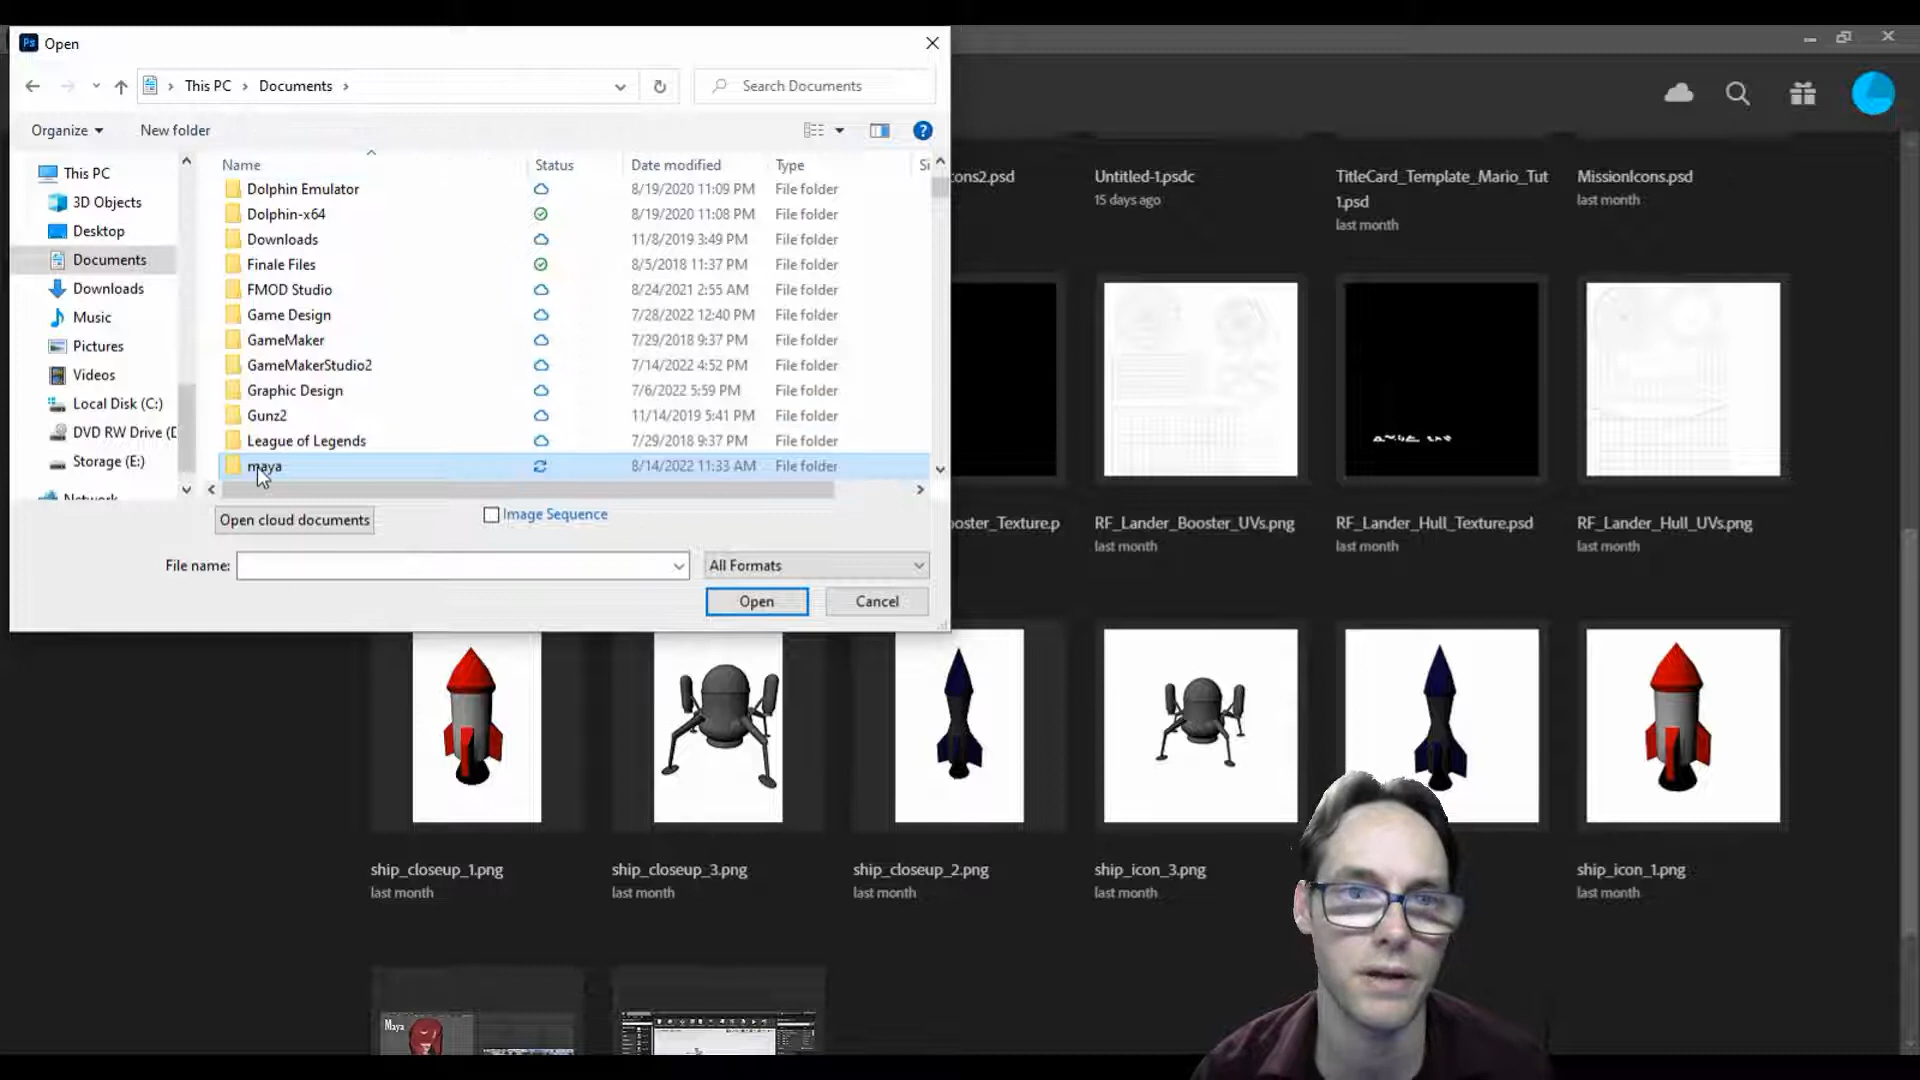 Ps Open
This PC > Documents >
Search Documents
Organize
New folder
?
This PC
3D Objects
Desktop
Documents
Downloads
Music
Pictures
Videos
Local Disk (C:)
DVD RW Drive (D
Storage (E:)
Network
Name Status Date modified Type Si
Dolphin Emulator 8/19/2020 11:09 PM File folder
Dolphin-x64 8/19/2020 11:08 PM File folder
Downloads 11/8/2019 3:49 PM File folder
Finale Files 8/5/2018 11:37 PM File folder
FMOD Studio 8/24/2021 2:55 AM File folder
Game Design 7/28/2022 12:40 PM File folder
GameMaker 7/29/2018 9:37 PM File folder
GameMakerStudio2 7/14/2022 4:52 PM File folder
Graphic Design 7/6/2022 5:59 PM File folder
Gunz2 11/14/2019 5:41 PM File folder
League of Legends 7/29/2018 9:37 PM File folder
maya 8/14/2022 11:33 AM File folder
Open cloud documents
Image Sequence
File name:
All Formats
Open
Cancel
cons2.psd
Untitled-1.psdc
15 days ago
TitleCard_Template_Mario_Tut
1.psd
last month
MissionIcons.psd
last month
ooster_Texture.p
RF_Lander_Booster_UVs.png
last month
RF_Lander_Hull_Texture.psd
last month
RF_Lander_Hull_UVs.png
last month
ship_closeup_1.png
last month
ship_closeup_3.png
last month
ship_closeup_2.png
last month
ship_icon_3.png
last month
ship_icon_1.png
last month
Maya